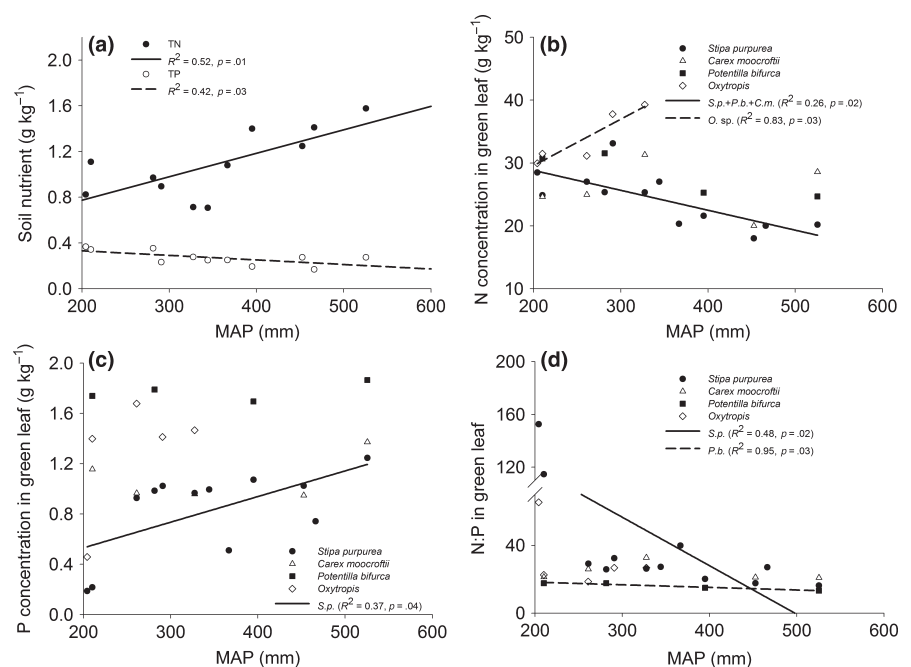 (a)
TN
R² = 0.52, p = .01
TP
R² = 0.42, p = .03
Soil nutrient (g kg⁻¹)
2.0
1.6
1.2
0.8
0.4
0.0
200 300 400 500 600
MAP (mm)
(b)
Stipa purpurea
Carex moocroftii
Potentilla bifurca
Oxytropis
S.p.+P.b.+C.m. (R² = 0.26, p = .02)
O. sp. (R² = 0.83, p = .03)
N concentration in green leaf (g kg⁻¹)
50
40
30
20
10
200 300 400 500 600
MAP (mm)
(c)
P concentration in green leaf (g kg⁻¹)
2.0
1.6
1.2
0.8
0.4
0.0
Stipa purpurea
Carex moocroftii
Potentilla bifurca
Oxytropis
S.p. (R² = 0.37, p = .04)
200 300 400 500 600
MAP (mm)
(d)
Stipa purpurea
Carex moocroftii
Potentilla bifurca
Oxytropis
S.p. (R² = 0.48, p = .02)
P.b. (R² = 0.95, p = .03)
N:P in green leaf
200
160
120
80
40
0
200 300 400 500 600
MAP (mm)